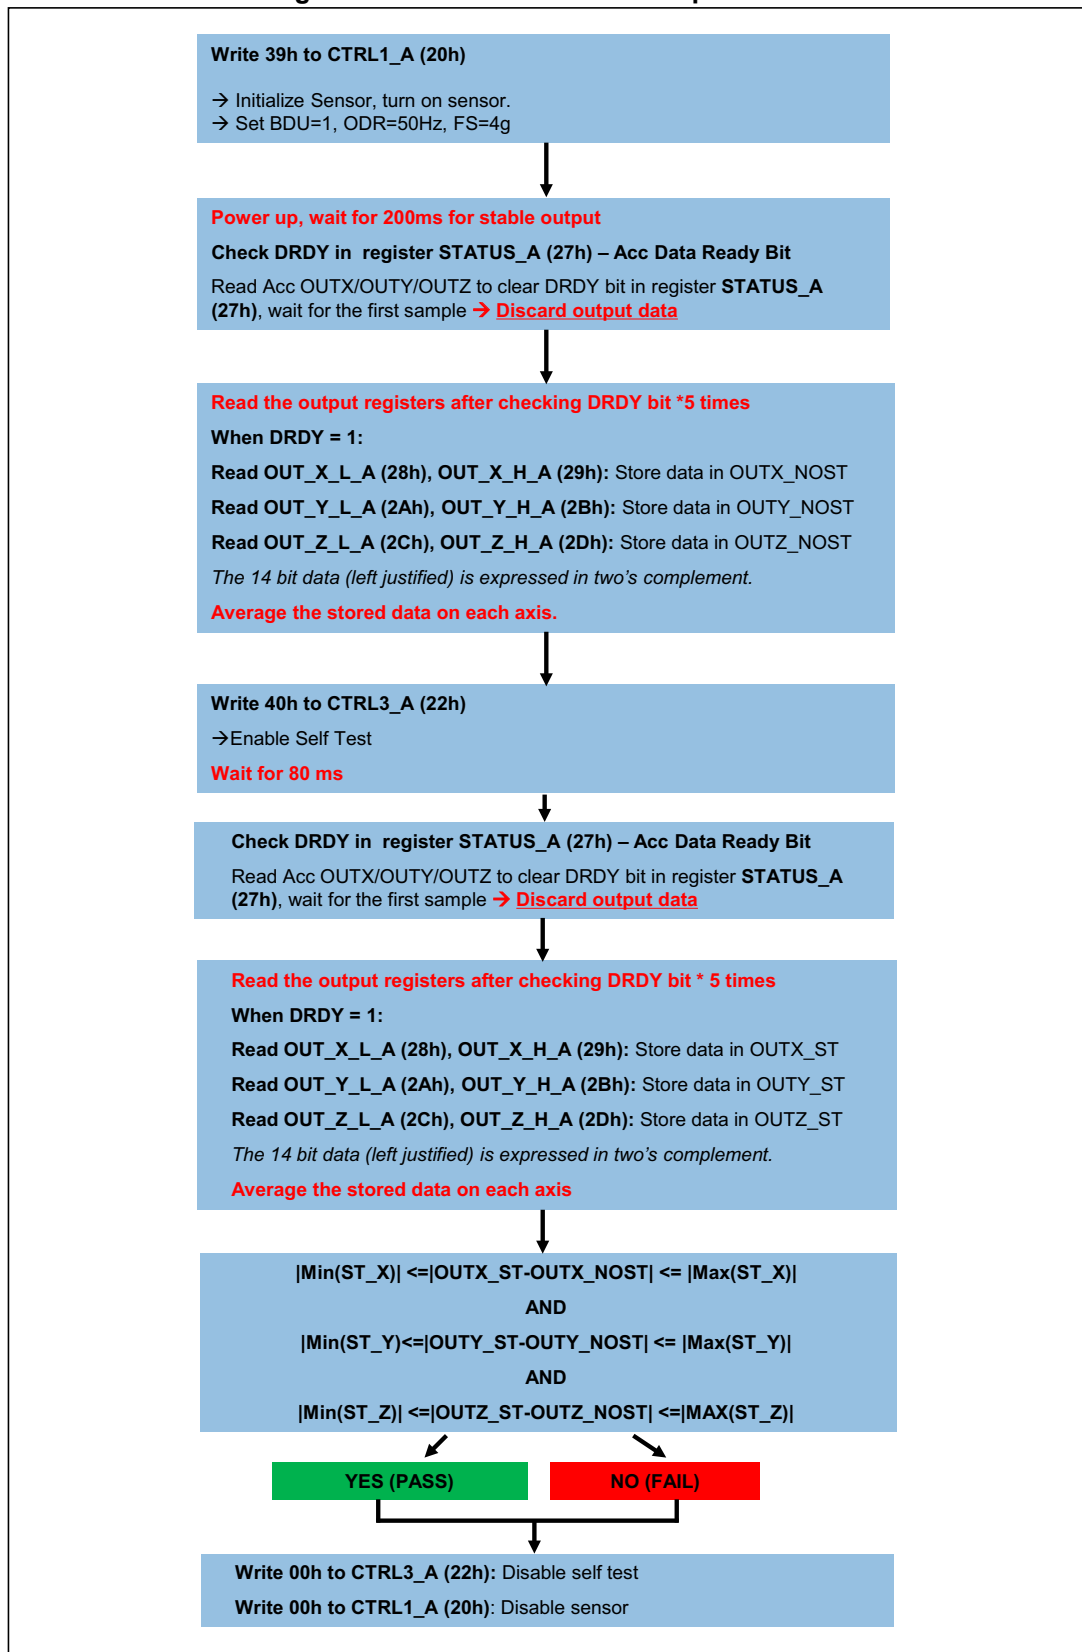 Write 39h to CTRL1_A (20h)
→ Initialize Sensor, turn on sensor.
→ Set BDU=1, ODR=50Hz, FS=4g
Power up, wait for 200ms for stable output
Check DRDY in register STATUS_A (27h) – Acc Data Ready Bit
Read Acc OUTX/OUTY/OUTZ to clear DRDY bit in register STATUS_A
(27h), wait for the first sample → Discard output data
Read the output registers after checking DRDY bit *5 times
When DRDY = 1:
Read OUT_X_L_A (28h), OUT_X_H_A (29h): Store data in OUTX_NOST
Read OUT_Y_L_A (2Ah), OUT_Y_H_A (2Bh): Store data in OUTY_NOST
Read OUT_Z_L_A (2Ch), OUT_Z_H_A (2Dh): Store data in OUTZ_NOST
The 14 bit data (left justified) is expressed in two's complement.
Average the stored data on each axis.
Write 40h to CTRL3_A (22h)
→Enable Self Test
Wait for 80 ms
Check DRDY in register STATUS_A (27h) – Acc Data Ready Bit
Read Acc OUTX/OUTY/OUTZ to clear DRDY bit in register STATUS_A
(27h), wait for the first sample → Discard output data
Read the output registers after checking DRDY bit * 5 times
When DRDY = 1:
Read OUT_X_L_A (28h), OUT_X_H_A (29h): Store data in OUTX_ST
Read OUT_Y_L_A (2Ah), OUT_Y_H_A (2Bh): Store data in OUTY_ST
Read OUT_Z_L_A (2Ch), OUT_Z_H_A (2Dh): Store data in OUTZ_ST
The 14 bit data (left justified) is expressed in two's complement.
Average the stored data on each axis
|Min(ST_X)| <=|OUTX_ST-OUTX_NOST| <= |Max(ST_X)|
AND
|Min(ST_Y)<=|OUTY_ST-OUTY_NOST| <= |Max(ST_Y)|
AND
|Min(ST_Z)| <=|OUTZ_ST-OUTZ_NOST| <=|MAX(ST_Z)|
YES (PASS)
NO (FAIL)
Write 00h to CTRL3_A (22h): Disable self test
Write 00h to CTRL1_A (20h): Disable sensor